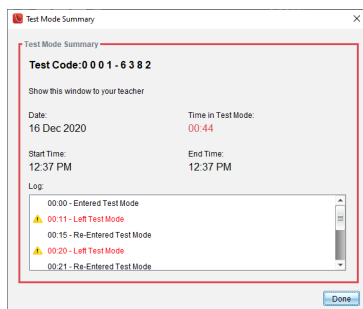 Test Mode Summary
Test Mode Summary
Test Code:0 0 0 1 - 6 3 8 2
Show this window to your teacher
Date: Time in Test Mode:
16 Dec 2020 00:44
Start Time: End Time:
12:37 PM 12:37 PM
Log:
00:00 - Entered Test Mode
00:11 - Left Test Mode
00:15 - Re-Entered Test Mode
00:20 - Left Test Mode
00:21 - Re-Entered Test Mode
Done